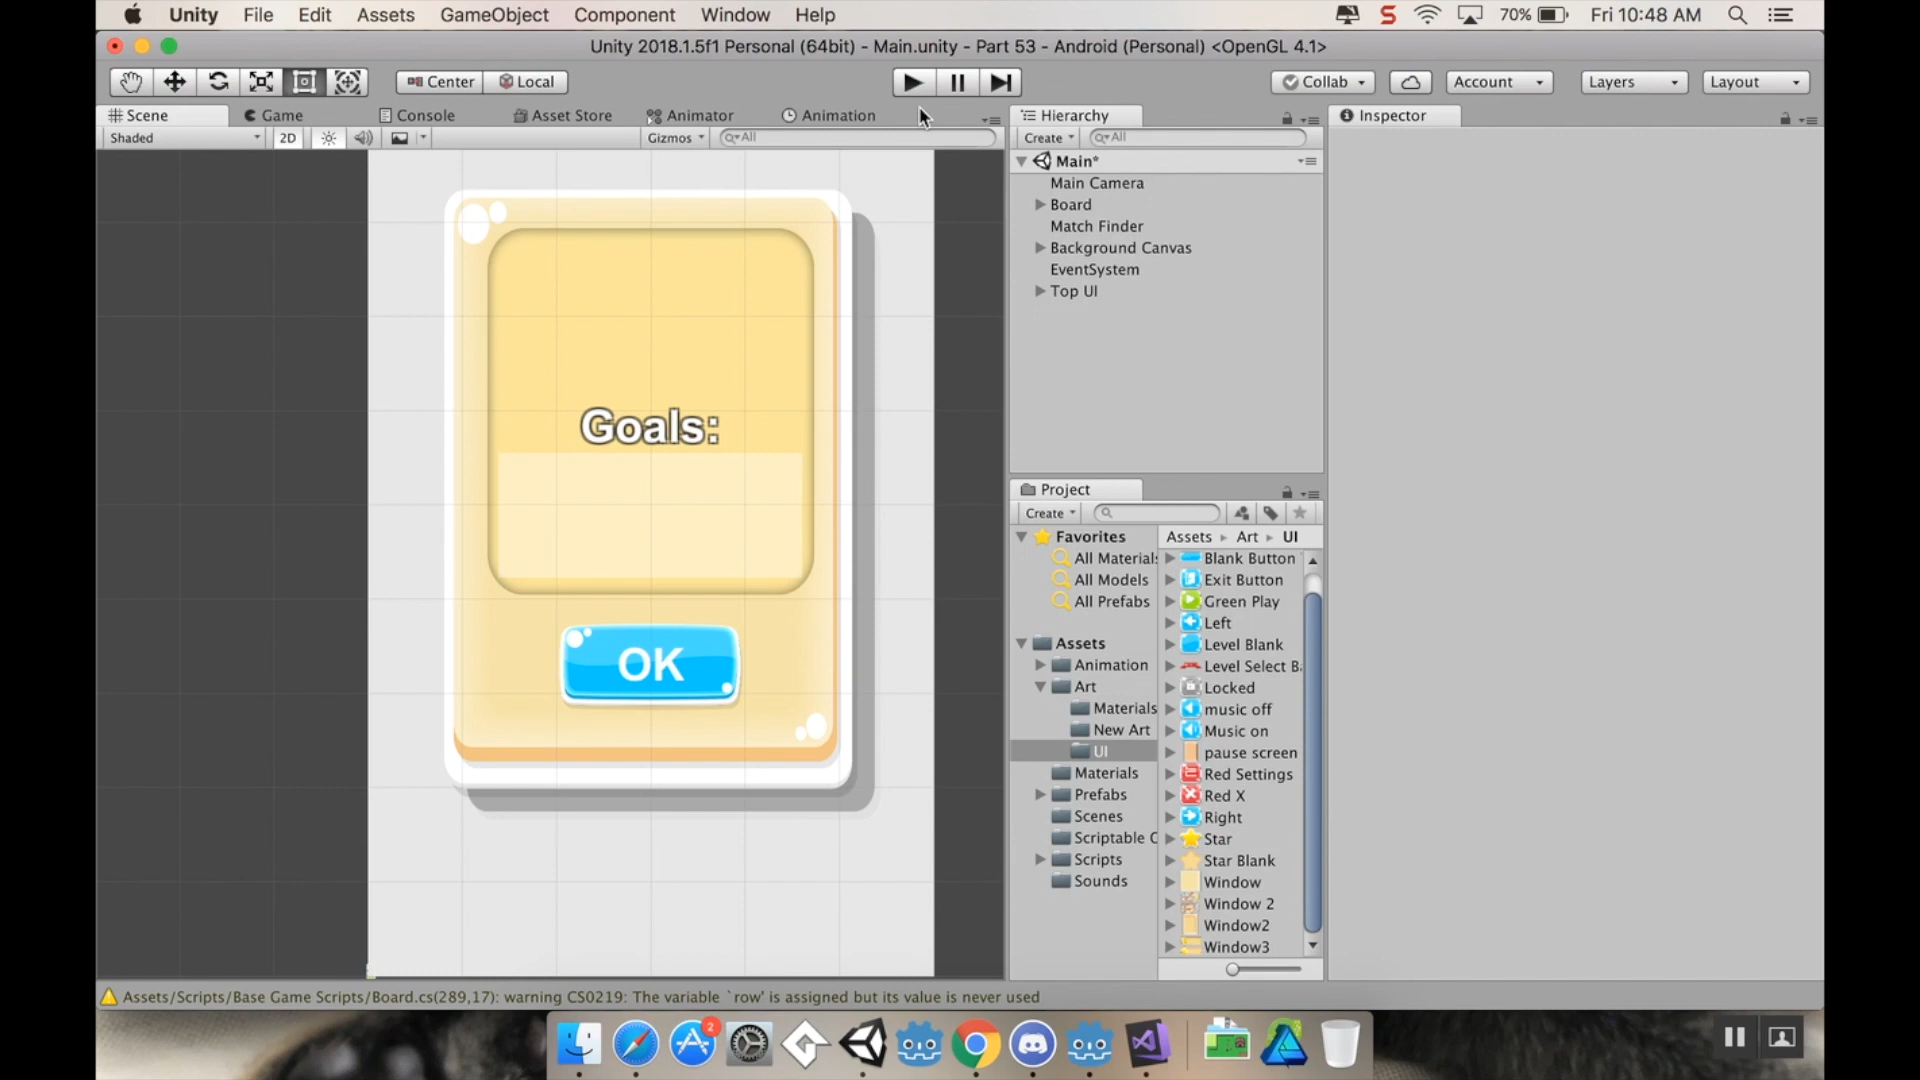 Unity File Edit Assets GameObject Component Window Help 70% Fri 10:48 AM
Unity 2018.1.5f1 Personal (64bit) - Main.unity - Part 53 - Android (Personal) <OpenGL 4.1>
Center Local Collab Account Layers Layout
Scene Game Console Asset Store Animator Animation
Shaded 2D Gizmos All
Goals:
OK
Hierarchy
Create All
Main*
Main Camera
Board
Match Finder
Background Canvas
EventSystem
Top UI
Project
Create
Favorites
All Materials
All Models
All Prefabs
Assets
Animation
Art
Materials
New Art
UI
Materials
Prefabs
Scenes
Scriptable O
Scripts
Sounds
Assets Art UI
Blank Button
Exit Button
Green Play
Left
Level Blank
Level Select B
Locked
music off
Music on
pause screen
Red Settings
Red X
Right
Star
Star Blank
Window
Window 2
Window2
Window3
Inspector
Assets/Scripts/Base Game Scripts/Board.cs(289,17): warning CS0219: The variable `row' is assigned but its value is never used
2